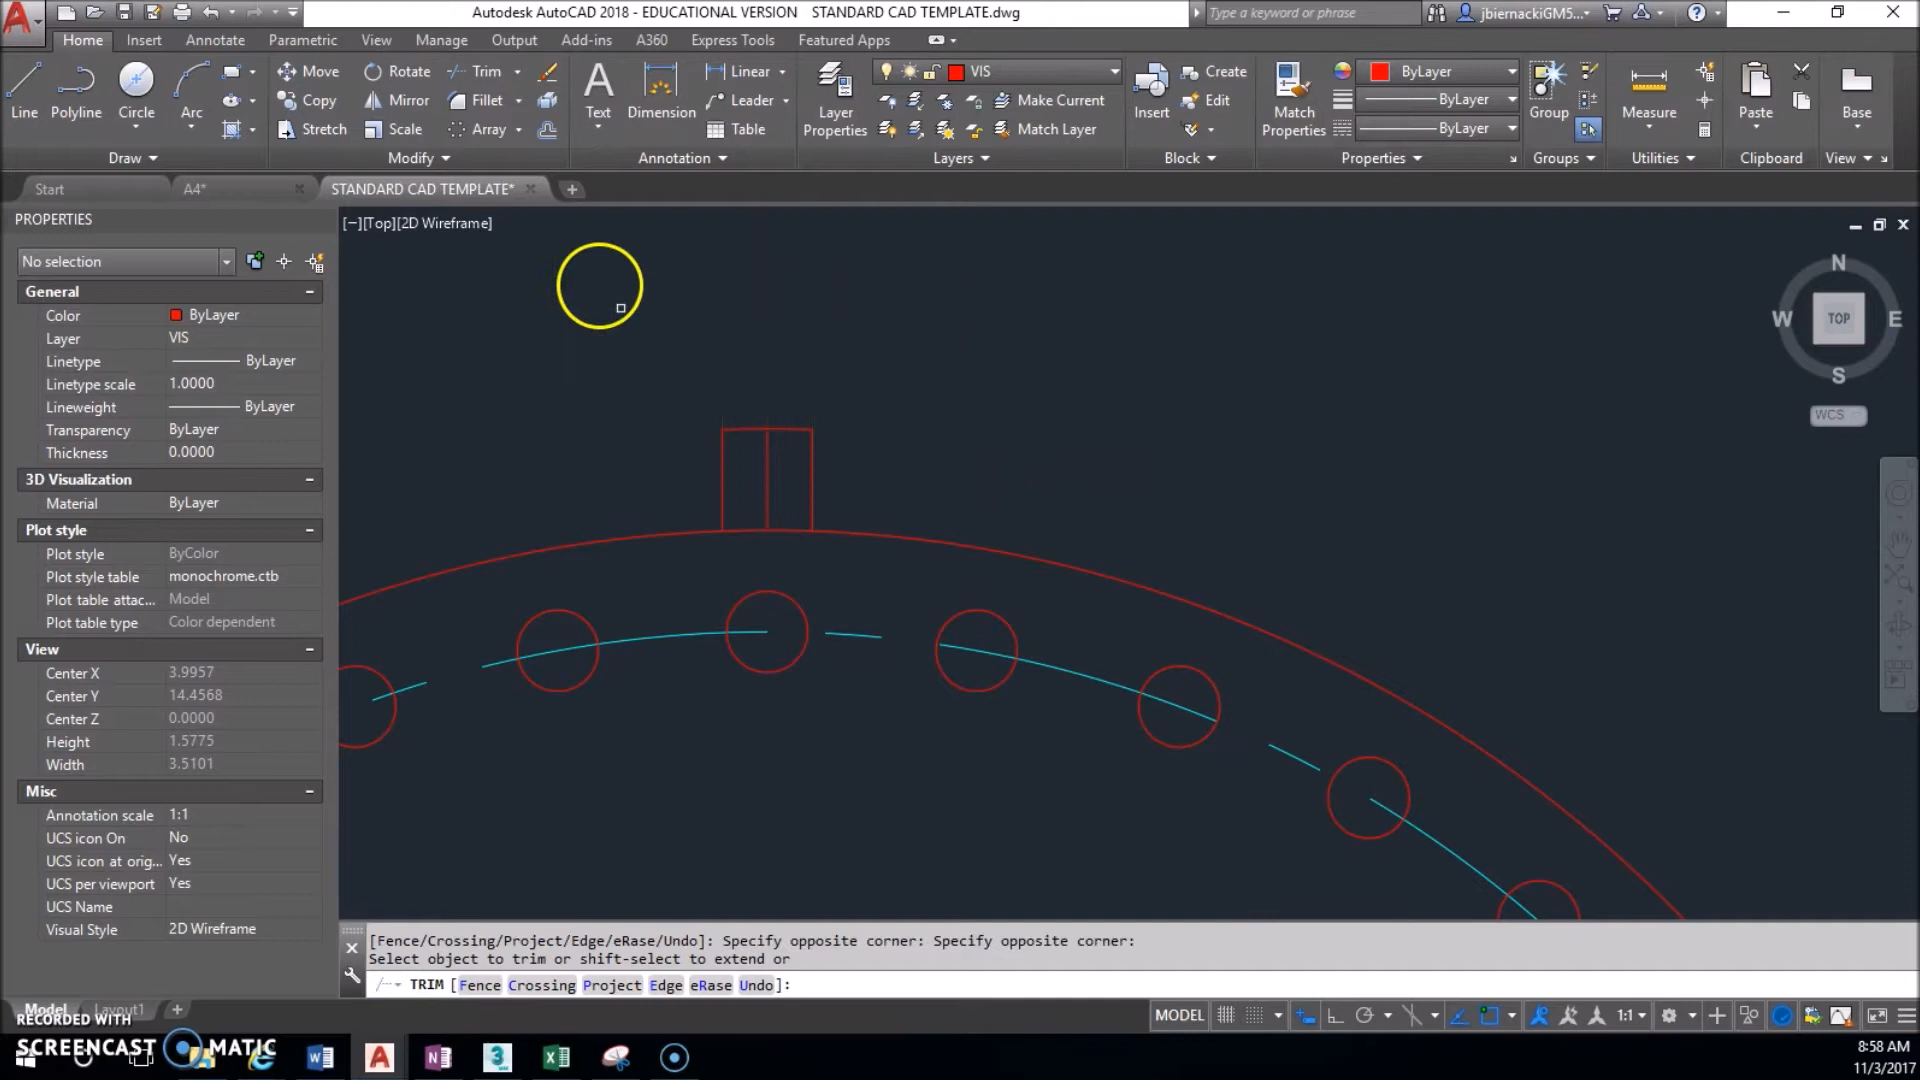 Autodesk AutoCAD 2018 - EDUCATIONAL VERSION STANDARD CAD TEMPLATE.dwg
Type a keyword or phrase
jbiernackiGM5...
Home Insert Annotate Parametric View Manage Output Add-ins A360 Express Tools Featured Apps
Line Polyline Circle Arc
Move Rotate Trim
Copy Mirror Fillet
Stretch Scale Array
Text Dimension
Linear
Leader
Table
Layer Properties
VIS
Make Current
Match Layer
Insert
Create
Edit
Match Properties
ByLayer
ByLayer
ByLayer
Group
Measure
Paste
Base
Draw Modify Annotation Layers Block Properties Groups Utilities Clipboard View
Start A4* STANDARD CAD TEMPLATE*
PROPERTIES
[−][Top][2D Wireframe]
No selection
General
Color ByLayer
Layer VIS
Linetype ByLayer
Linetype scale 1.0000
Lineweight ByLayer
Transparency ByLayer
Thickness 0.0000
3D Visualization
Material ByLayer
Plot style
Plot style ByColor
Plot style table monochrome.ctb
Plot table attac... Model
Plot table type Color dependent
View
Center X 3.9957
Center Y 14.4568
Center Z 0.0000
Height 1.5775
Width 3.5101
Misc
Annotation scale 1:1
UCS icon On No
UCS icon at orig... Yes
UCS per viewport Yes
UCS Name
Visual Style 2D Wireframe
N
W TOP E
S
WCS
[Fence/Crossing/Project/Edge/eRase/Undo]: Specify opposite corner: Specify opposite corner:
Select object to trim or shift-select to extend or
TRIM [Fence Crossing Project Edge eRase Undo]:
Model Layout1
MODEL 1:1
RECORDED WITH
SCREENCAST MATIC
8:58 AM
11/3/2017